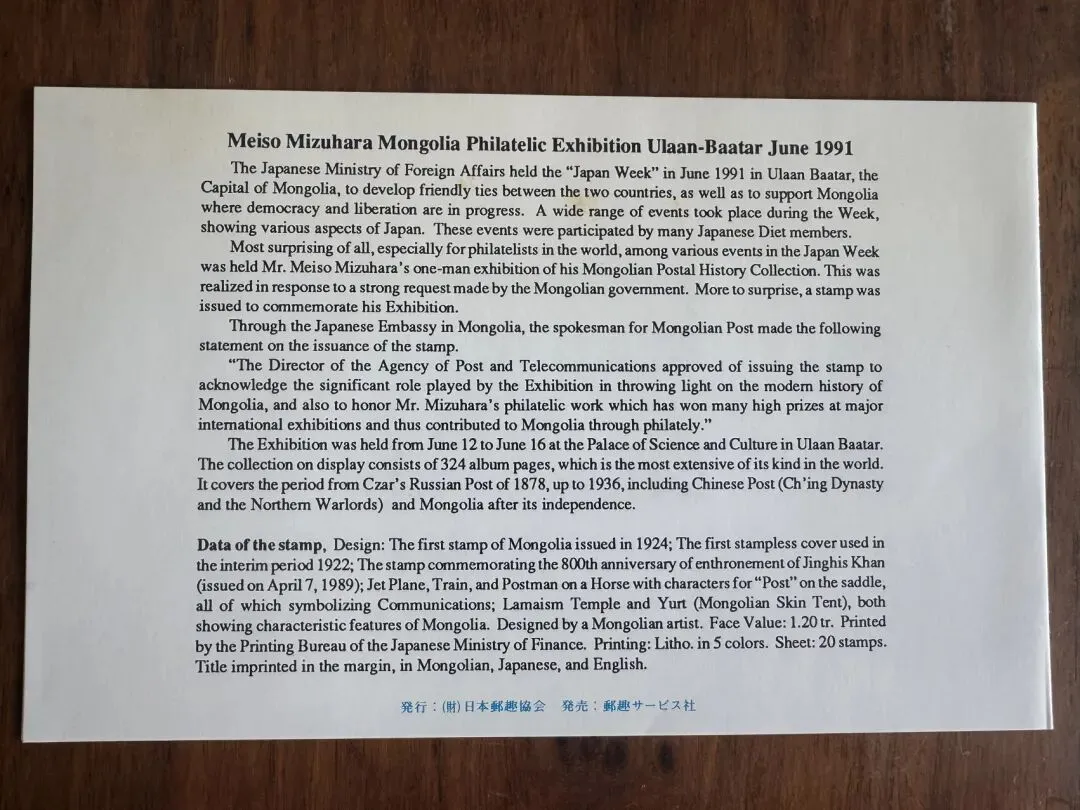 Meiso Mizuhara Mongolia Philatelic Exhibition Ulaan-Baatar June 1991
The Japanese Ministry of Foreign Affairs held the “Japan Week” in June 1991 in Ulaan Baatar, the
Capital of Mongolia, to develop friendly ties between the two countries, as well as to support Mongolia
where democracy and liberation are in progress. A wide range of events took place during the Week,
showing various aspects of Japan. These events were participated by many Japanese Diet members.
Most surprising of all, especially for philatelists in the world, among various events in the Japan Week
was held Mr. Meiso Mizuhara’s one-man exhibition of his Mongolian Postal History Collection. This was
realized in response to a strong request made by the Mongolian government. More to surprise, a stamp was
issued to commemorate his Exhibition.
Through the Japanese Embassy in Mongolia, the spokesman for Mongolian Post made the following
statement on the issuance of the stamp.
“The Director of the Agency of Post and Telecommunications approved of issuing the stamp to
acknowledge the significant role played by the Exhibition in throwing light on the modern history of
Mongolia, and also to honor Mr. Mizuhara’s philatelic work which has won many high prizes at major
international exhibitions and thus contributed to Mongolia through philately.”
The Exhibition was held from June 12 to June 16 at the Palace of Science and Culture in Ulaan Baatar.
The collection on display consists of 324 album pages, which is the most extensive of its kind in the world.
It covers the period from Czar’s Russian Post of 1878, up to 1936, including Chinese Post (Ch’ing Dynasty
and the Northern Warlords) and Mongolia after its independence.
Data of the stamp, Design: The first stamp of Mongolia issued in 1924; The first stampless cover used in
the interim period 1922; The stamp commemorating the 800th anniversary of enthronement of Jinghis Khan
(issued on April 7, 1989); Jet Plane, Train, and Postman on a Horse with characters for “Post” on the saddle,
all of which symbolizing Communications; Lamaism Temple and Yurt (Mongolian Skin Tent), both
showing characteristic features of Mongolia. Designed by a Mongolian artist. Face Value: 1.20 tr. Printed
by the Printing Bureau of the Japanese Ministry of Finance. Printing: Litho. in 5 colors. Sheet: 20 stamps.
Title imprinted in the margin, in Mongolian, Japanese, and English.
発行：(財)日本郵趣協会 発売：郵趣サービス社